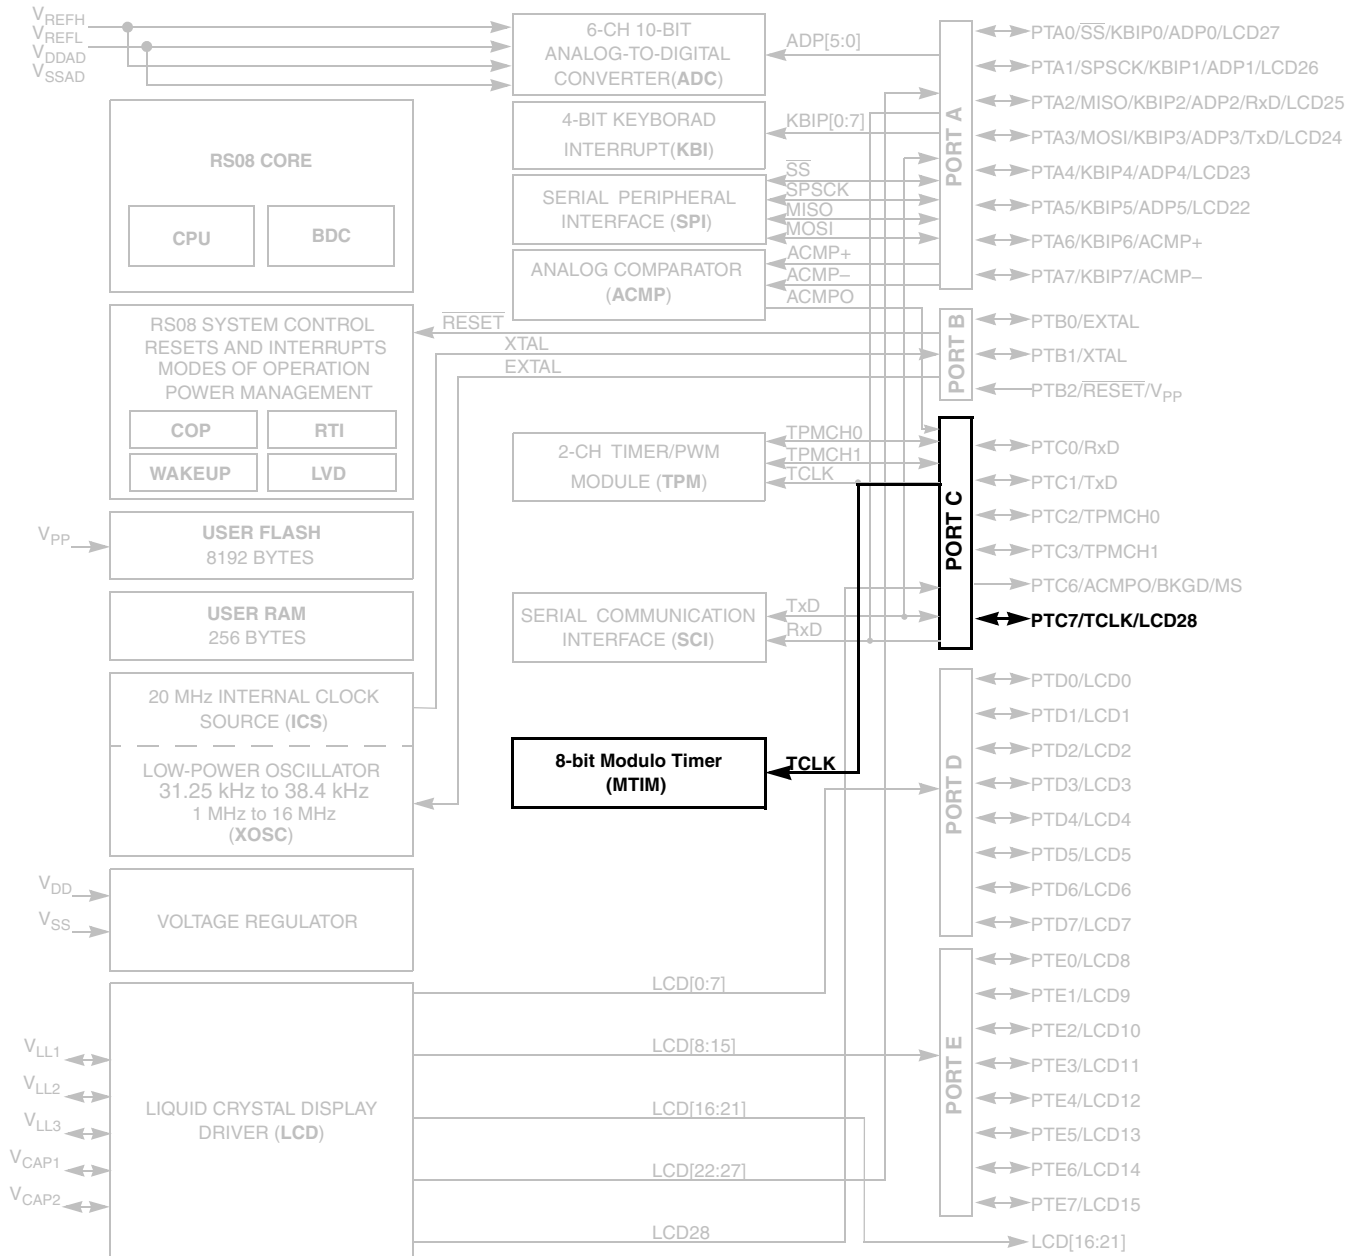 VREFH
VREFL
VDDAD
VSSAD
6-CH 10-BIT
ANALOG-TO-DIGITAL
CONVERTER(ADC)
ADP[5:0]
4-BIT KEYBORAD
INTERRUPT(KBI)
KBIP[0:7]
SERIAL PERIPHERAL
INTERFACE (SPI)
SS
SPSCK
MISO
MOSI
ANALOG COMPARATOR
(ACMP)
ACMP+
ACMP–
ACMPO
PORT A
PTA0/SS/KBIP0/ADP0/LCD27
PTA1/SPSCK/KBIP1/ADP1/LCD26
PTA2/MISO/KBIP2/ADP2/RxD/LCD25
PTA3/MOSI/KBIP3/ADP3/TxD/LCD24
PTA4/KBIP4/ADP4/LCD23
PTA5/KBIP5/ADP5/LCD22
PTA6/KBIP6/ACMP+
PTA7/KBIP7/ACMP–
RS08 CORE
CPU
BDC
RS08 SYSTEM CONTROL
RESETS AND INTERRUPTS
MODES OF OPERATION
POWER MANAGEMENT
COP
RTI
WAKEUP
LVD
RESET
XTAL
EXTAL
PORT B
PTB0/EXTAL
PTB1/XTAL
PTB2/RESET/VPP
2-CH TIMER/PWM
MODULE (TPM)
TPMCH0
TPMCH1
TCLK
PORT C
PTC0/RxD
PTC1/TxD
PTC2/TPMCH0
PTC3/TPMCH1
PTC6/ACMPO/BKGD/MS
PTC7/TCLK/LCD28
VPP
USER FLASH
8192 BYTES
USER RAM
256 BYTES
SERIAL COMMUNICATION
INTERFACE (SCI)
TxD
RxD
20 MHz INTERNAL CLOCK
SOURCE (ICS)
LOW-POWER OSCILLATOR
31.25 kHz to 38.4 kHz
1 MHz to 16 MHz
(XOSC)
8-bit Modulo Timer
(MTIM)
TCLK
PORT D
PTD0/LCD0
PTD1/LCD1
PTD2/LCD2
PTD3/LCD3
PTD4/LCD4
PTD5/LCD5
PTD6/LCD6
PTD7/LCD7
VDD
VSS
VOLTAGE REGULATOR
PORT E
PTE0/LCD8
PTE1/LCD9
PTE2/LCD10
PTE3/LCD11
PTE4/LCD12
PTE5/LCD13
PTE6/LCD14
PTE7/LCD15
VLL1
VLL2
VLL3
VCAP1
VCAP2
LIQUID CRYSTAL DISPLAY
DRIVER (LCD)
LCD[0:7]
LCD[8:15]
LCD[16:21]
LCD[22:27]
LCD28
LCD[16:21]